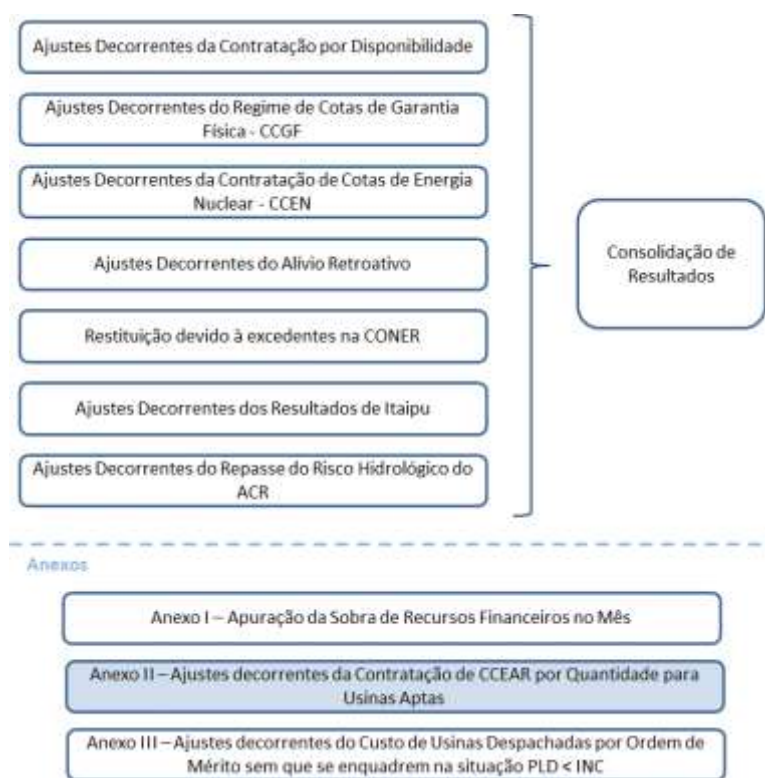 Ajustes Decorrentes da Contratação por Disponibilidade
Ajustes Decorrentes do Regime de Cotas de Garantia
Física - CCGF
Ajustes Decorrentes da Contratação de Cotas de Energia
Nuclear - CCEN
Ajustes Decorrentes do Alívio Retroativo
Restituição devido à excedentes na CONER
Ajustes Decorrentes dos Resultados de Itaipu
Ajustes Decorrentes do Repasse do Risco Hidrológico do
ACR
Consolidação de
Resultados
Anexos
Anexo I – Apuração da Sobra de Recursos Financeiros no Mês
Anexo II – Ajustes decorrentes da Contratação de CCEAR por Quantidade para
Usinas Aptas
Anexo III – Ajustes decorrentes do Custo de Usinas Despachadas por Ordem de
Mérito sem que se enquadrem na situação PLD < INC